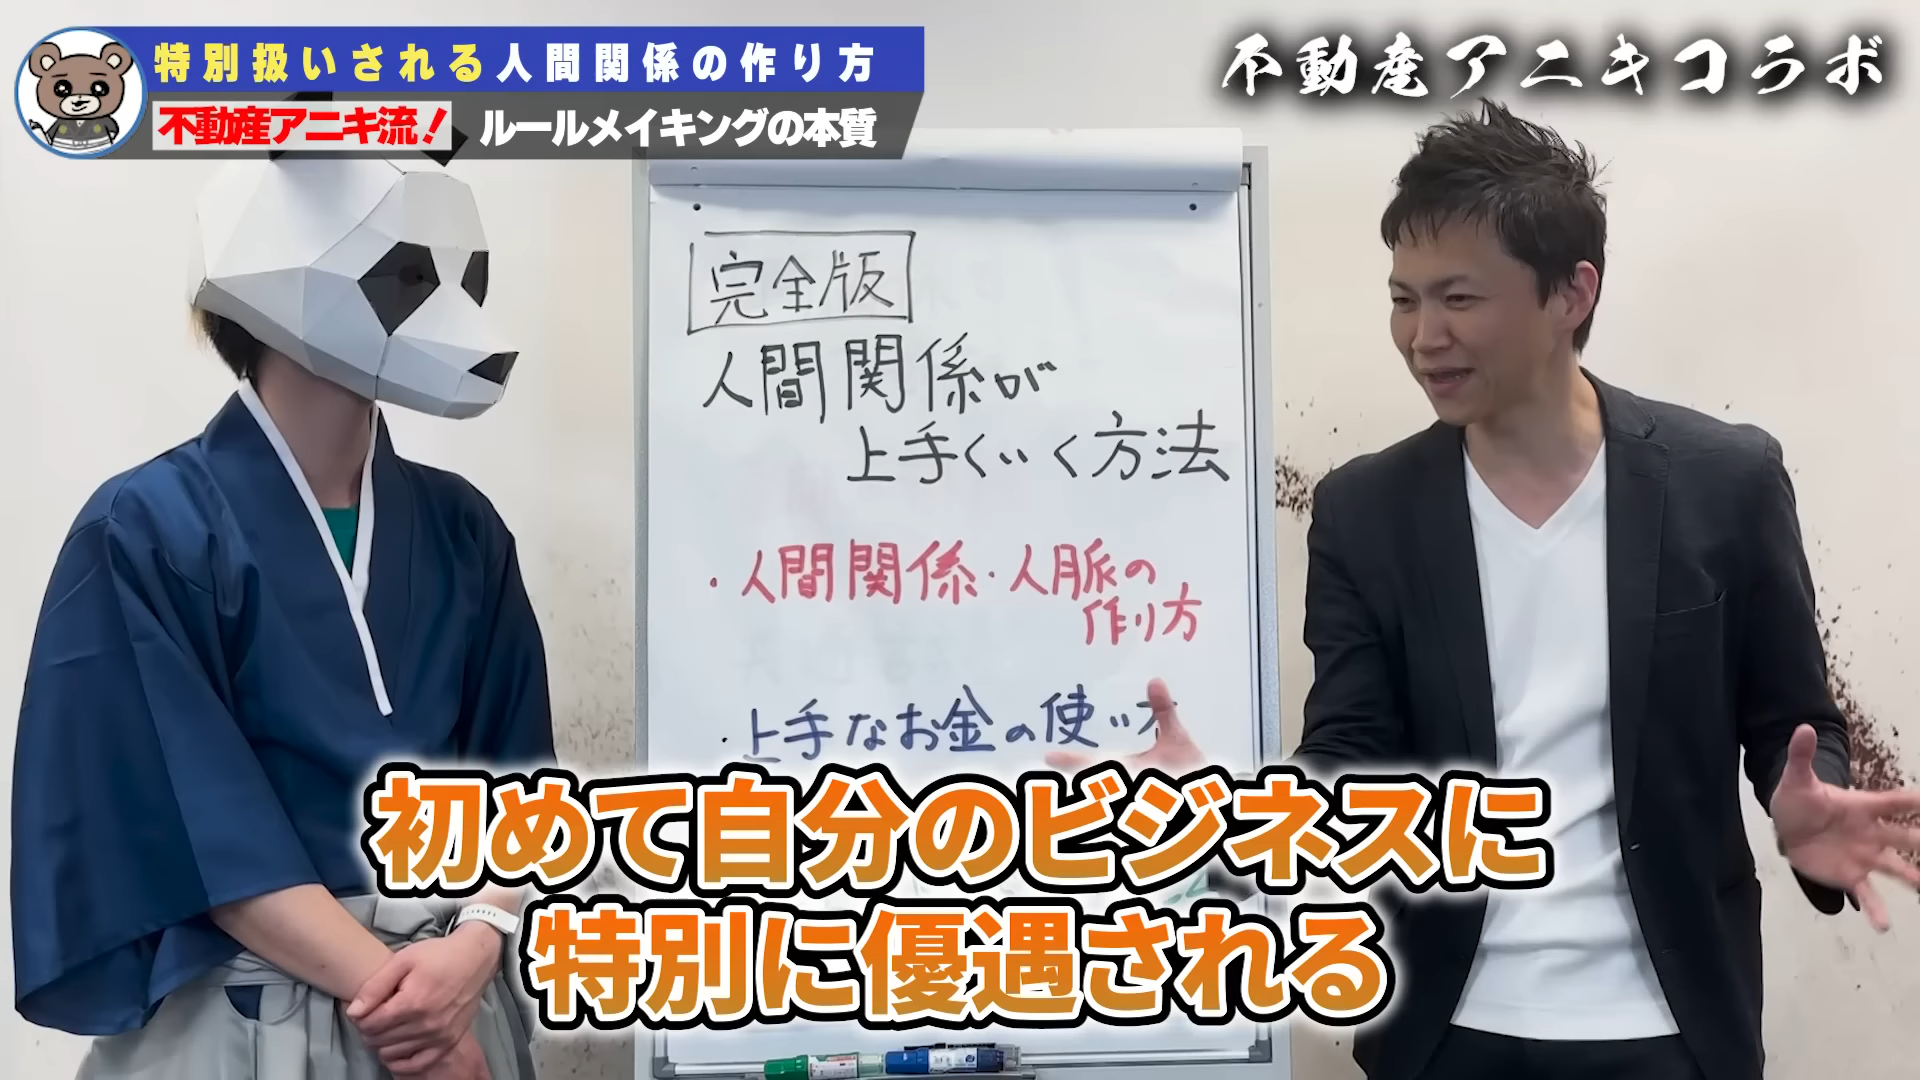 特別扱いされる人間関係の作り方
不動産アニキ流！ ルールメイキングの本質
不動産アニキコラボ
完全版
人間関係が
上手くいく方法
・人間関係・人脈の
作り方
・上手なお金の使い方
初めて自分のビジネスに
特別に優遇される